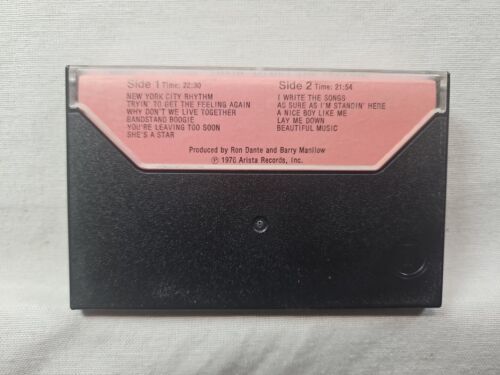 Side 1 Time: 22:30
NEW YORK CITY RHYTHM
TRYIN' TO GET THE FEELING AGAIN
WHY DON'T WE LIVE TOGETHER
BANDSTAND BOOGIE
YOU'RE LEAVING TOO SOON
SHE'S A STAR
Side 2 Time: 21:54
I WRITE THE SONGS
AS SURE AS I'M STANDIN' HERE
A NICE BOY LIKE ME
LAY ME DOWN
BEAUTIFUL MUSIC
Produced by Ron Dante and Barry Manilow
℗ 1976 Arista Records, Inc.